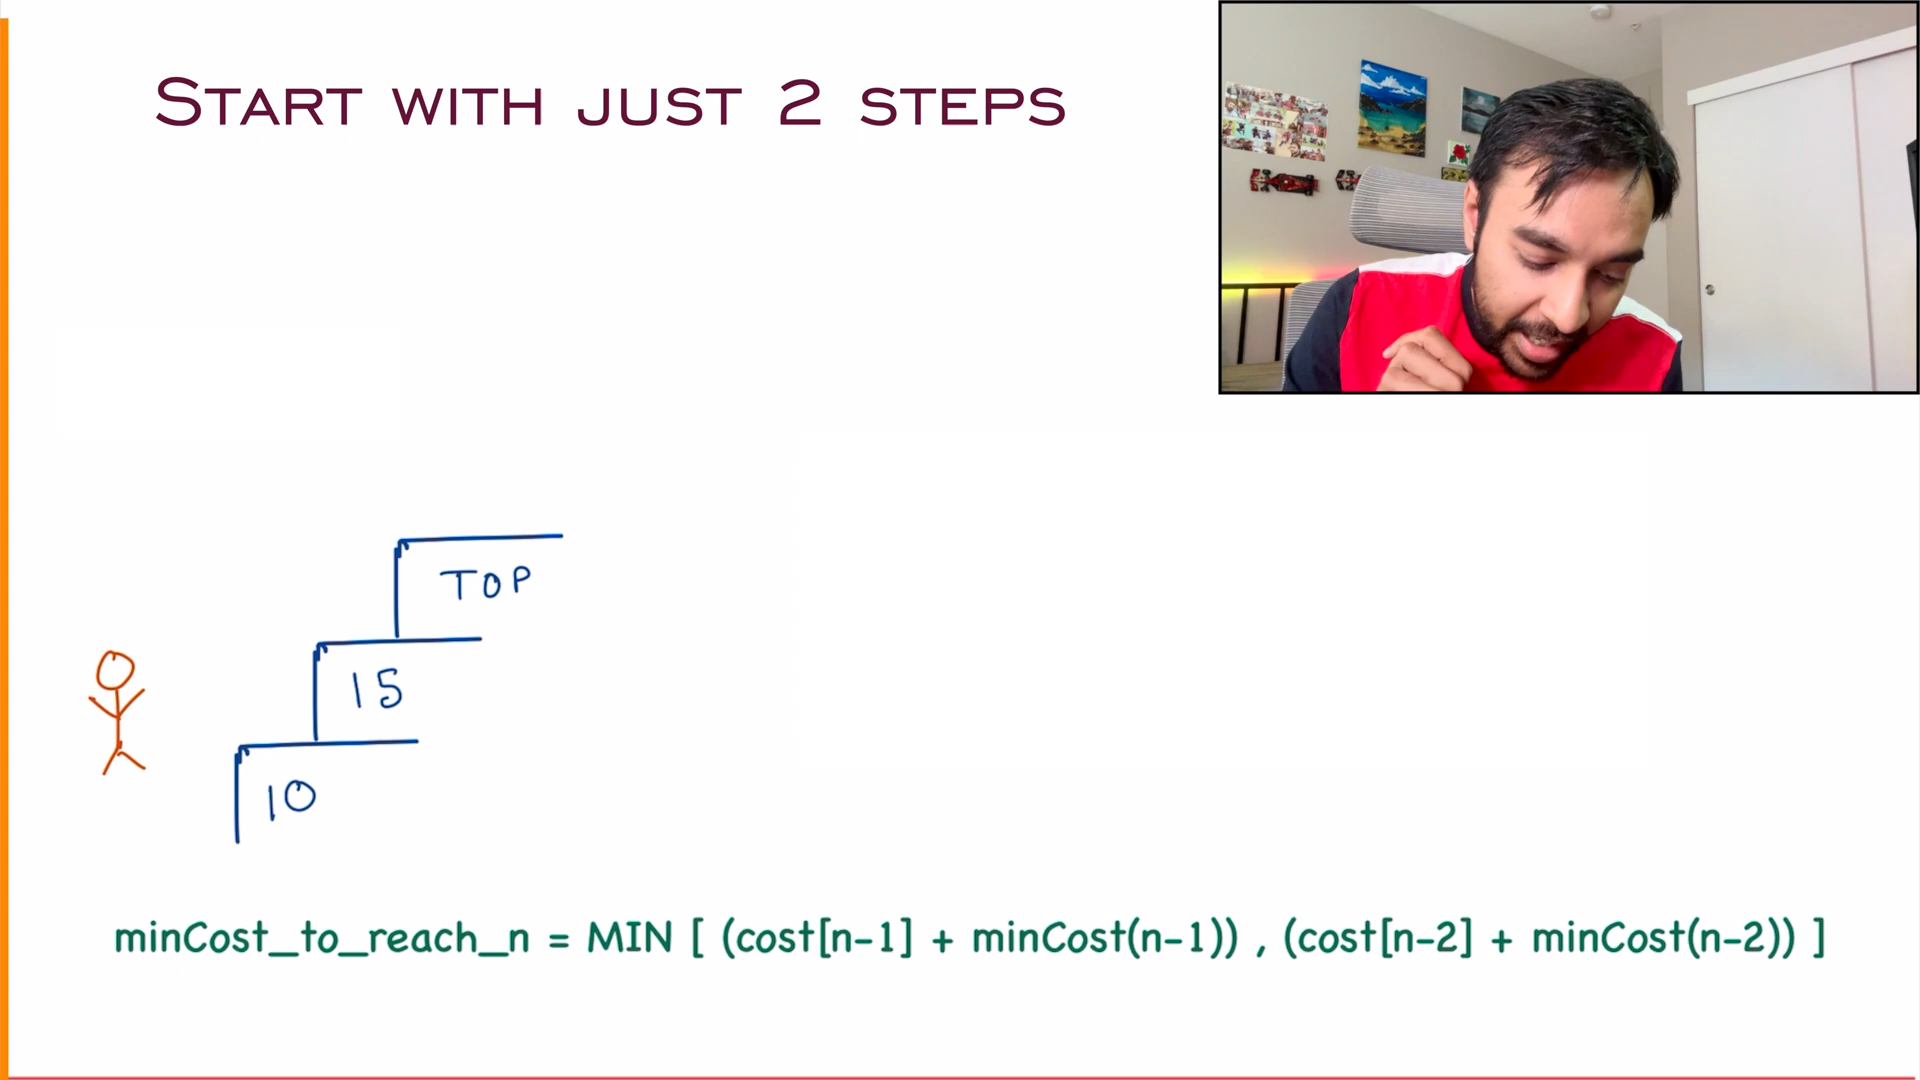 START WITH JUST 2 STEPS
TOP
15
10
minCost_to_reach_n = MIN [ (cost[n-1] + minCost(n-1)) , (cost[n-2] + minCost(n-2)) ]